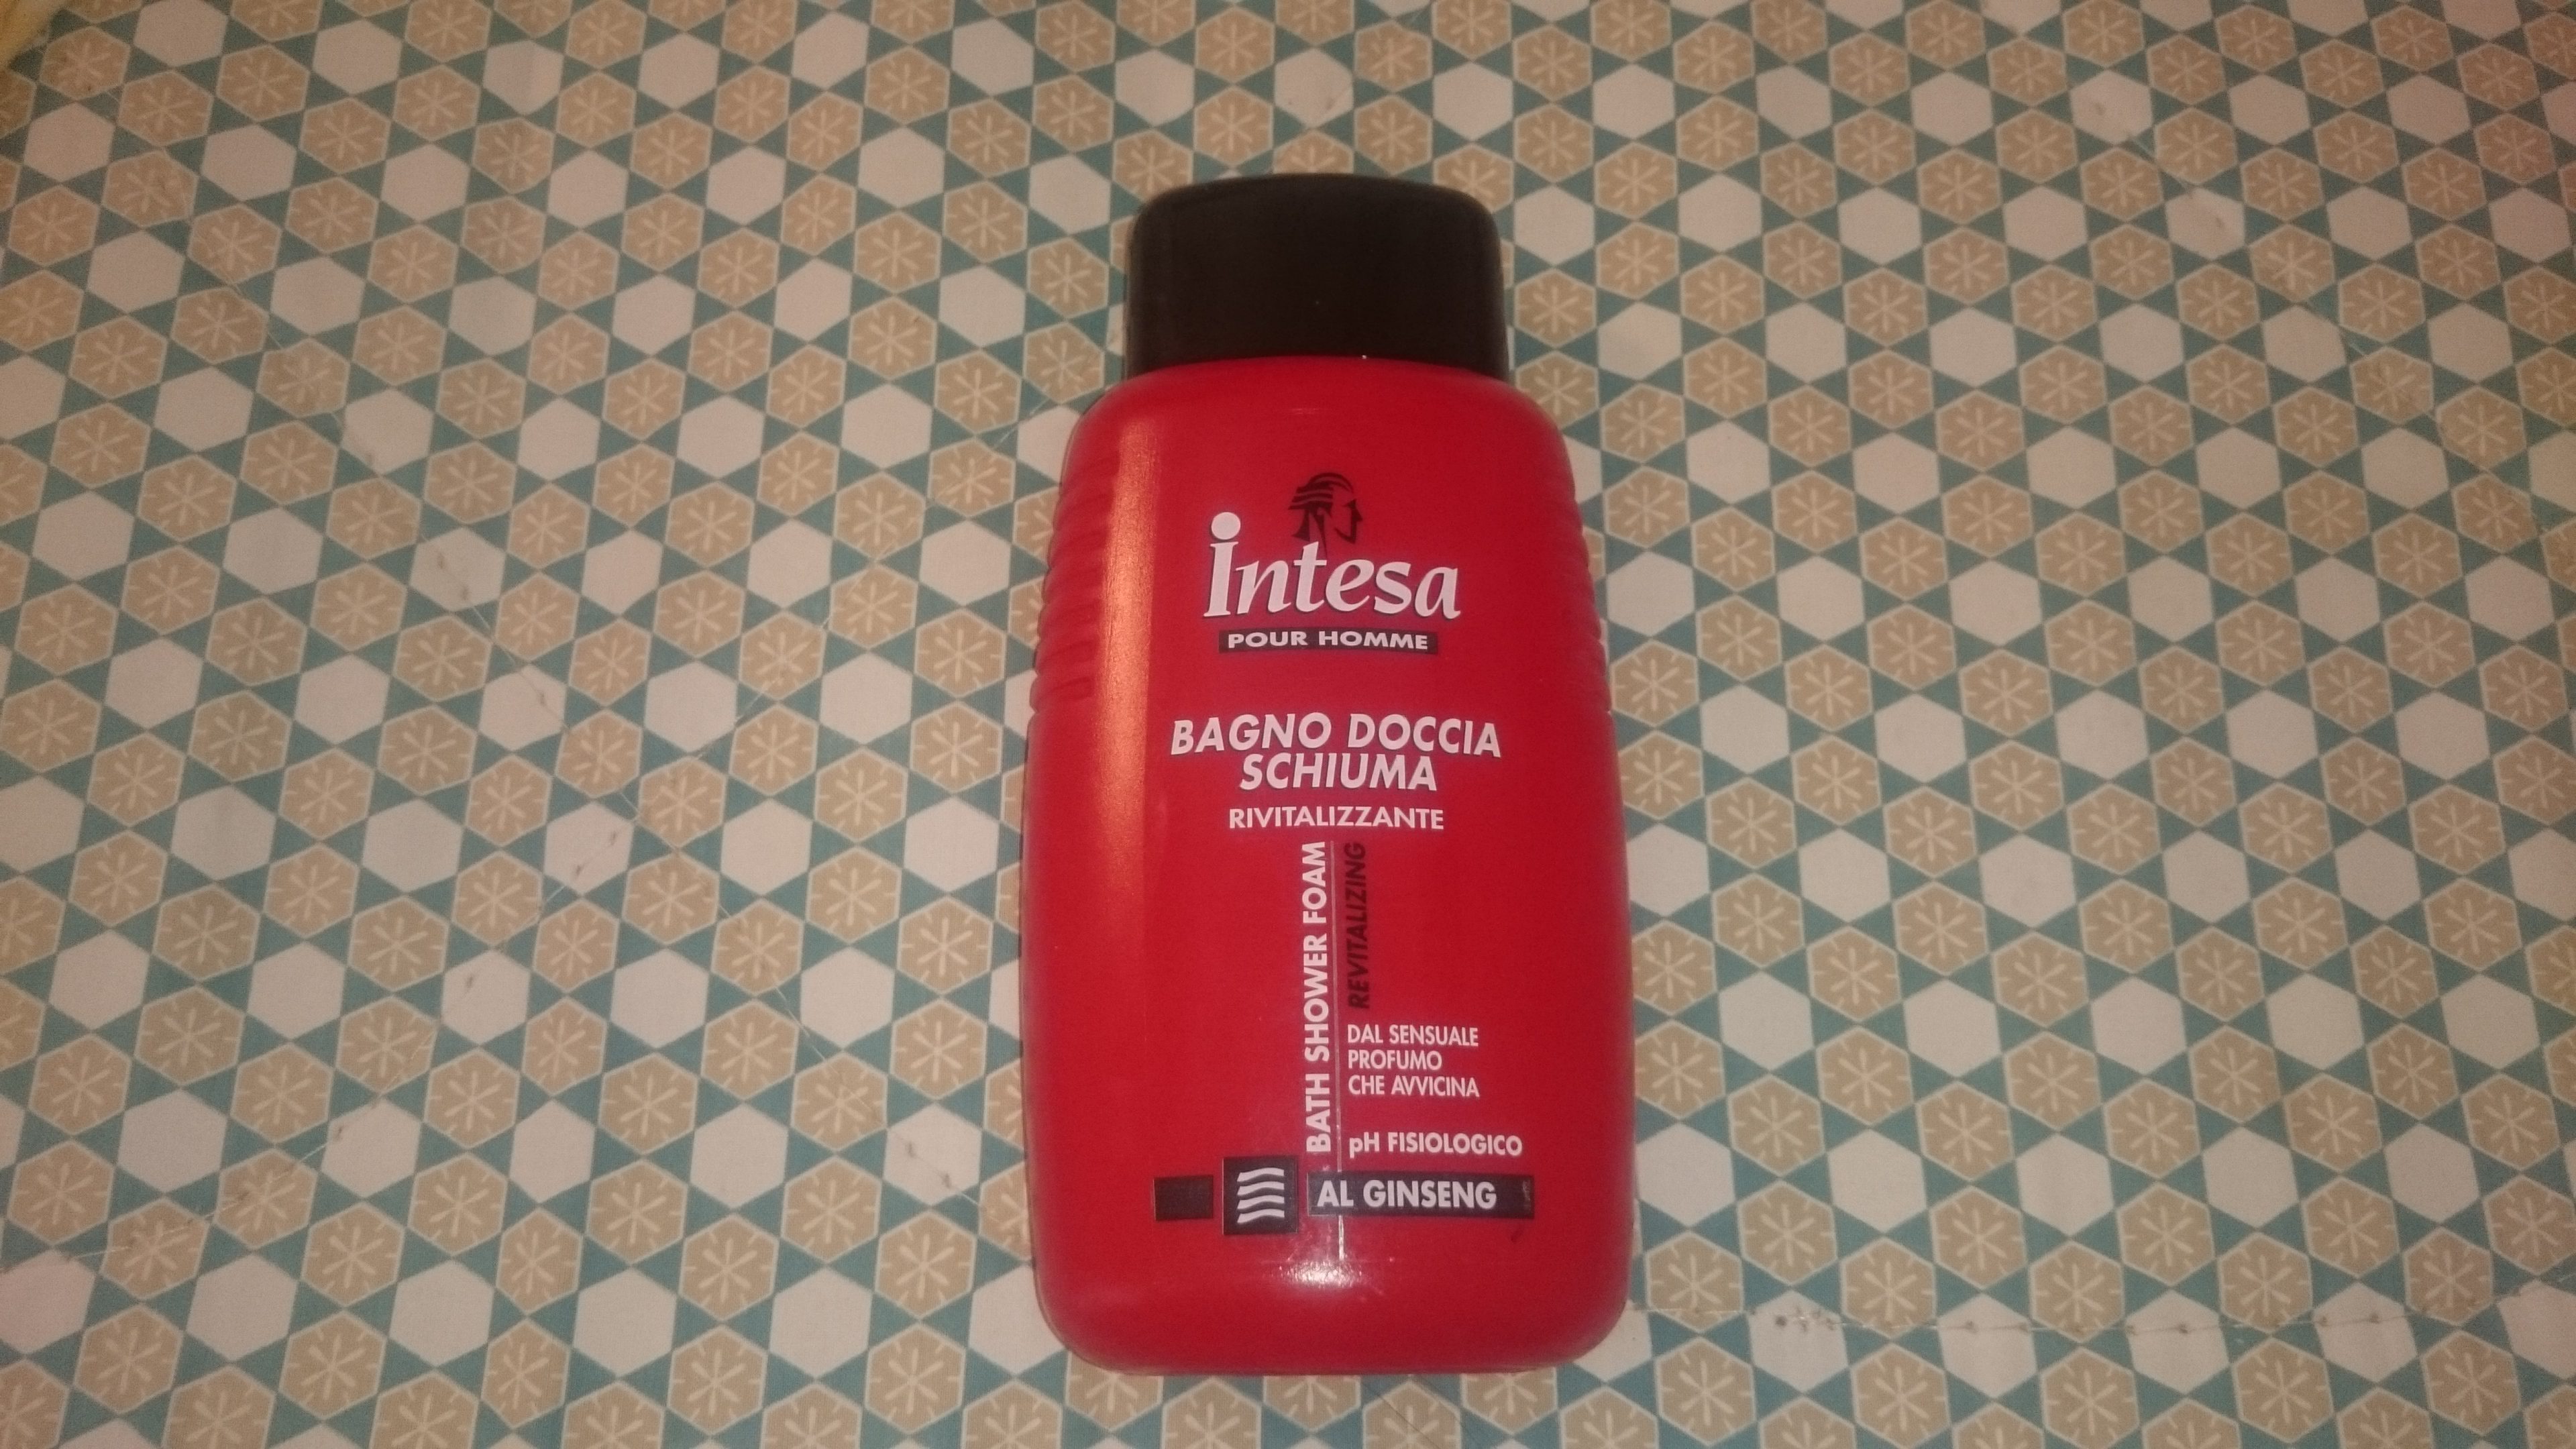 intesa
POUR HOMME
BAGNO DOCCIA
SCHIUMA
RIVITALIZZANTE
BATH SHOWER FOAM
REVITALIZING
DAL SENSUALE
PROFUMO
CHE AVVICINA
pH FISIOLOGICO
AL GINSENG